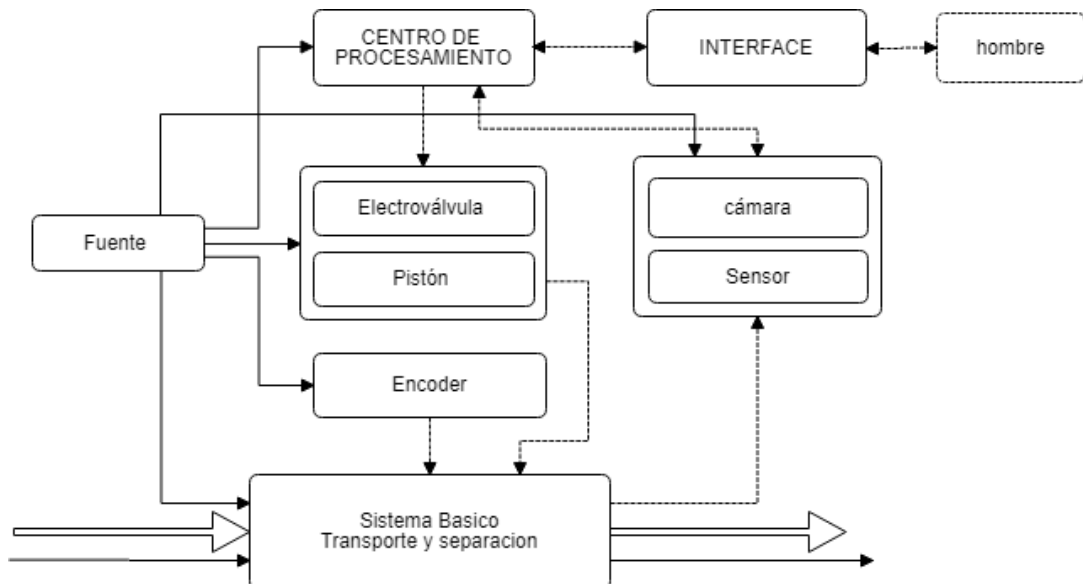 CENTRO DE
PROCESAMIENTO
INTERFACE
hombre
Electroválvula
cámara
Fuente
Pistón
Sensor
Encoder
Sistema Basico
Transporte y separacion